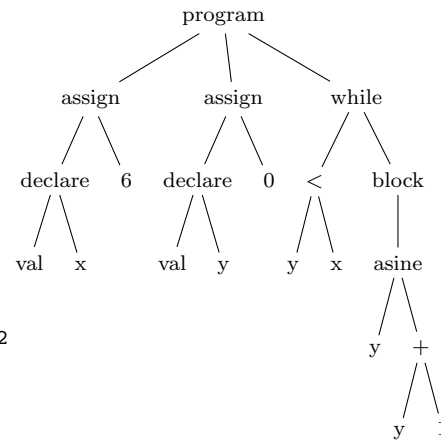 program
assign assign while
declare 6 declare 0 < block
val x val y y x asine
2
y +
y